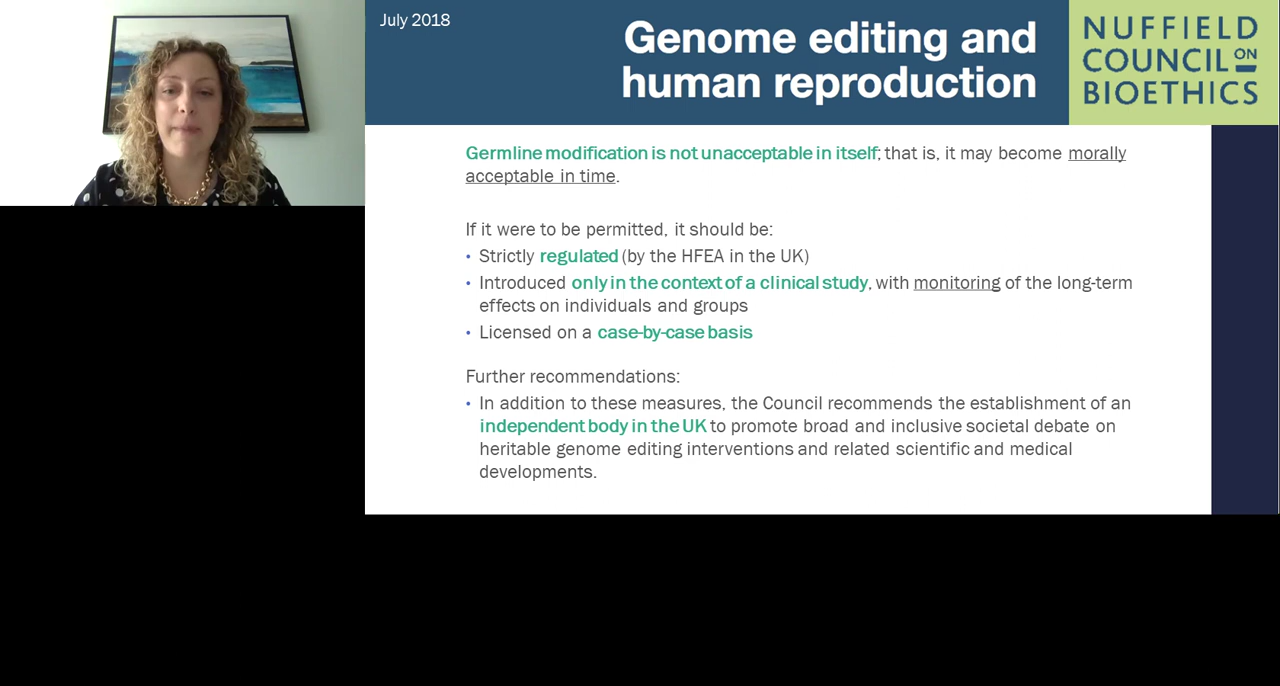 July 2018
Genome editing and
human reproduction
NUFFIELD
COUNCIL ON
BIOETHICS
Germline modification is not unacceptable in itself; that is, it may become morally
acceptable in time.
If it were to be permitted, it should be:
• Strictly regulated (by the HFEA in the UK)
• Introduced only in the context of a clinical study, with monitoring of the long-term
effects on individuals and groups
• Licensed on a case-by-case basis
Further recommendations:
• In addition to these measures, the Council recommends the establishment of an
independent body in the UK to promote broad and inclusive societal debate on
heritable genome editing interventions and related scientific and medical
developments.